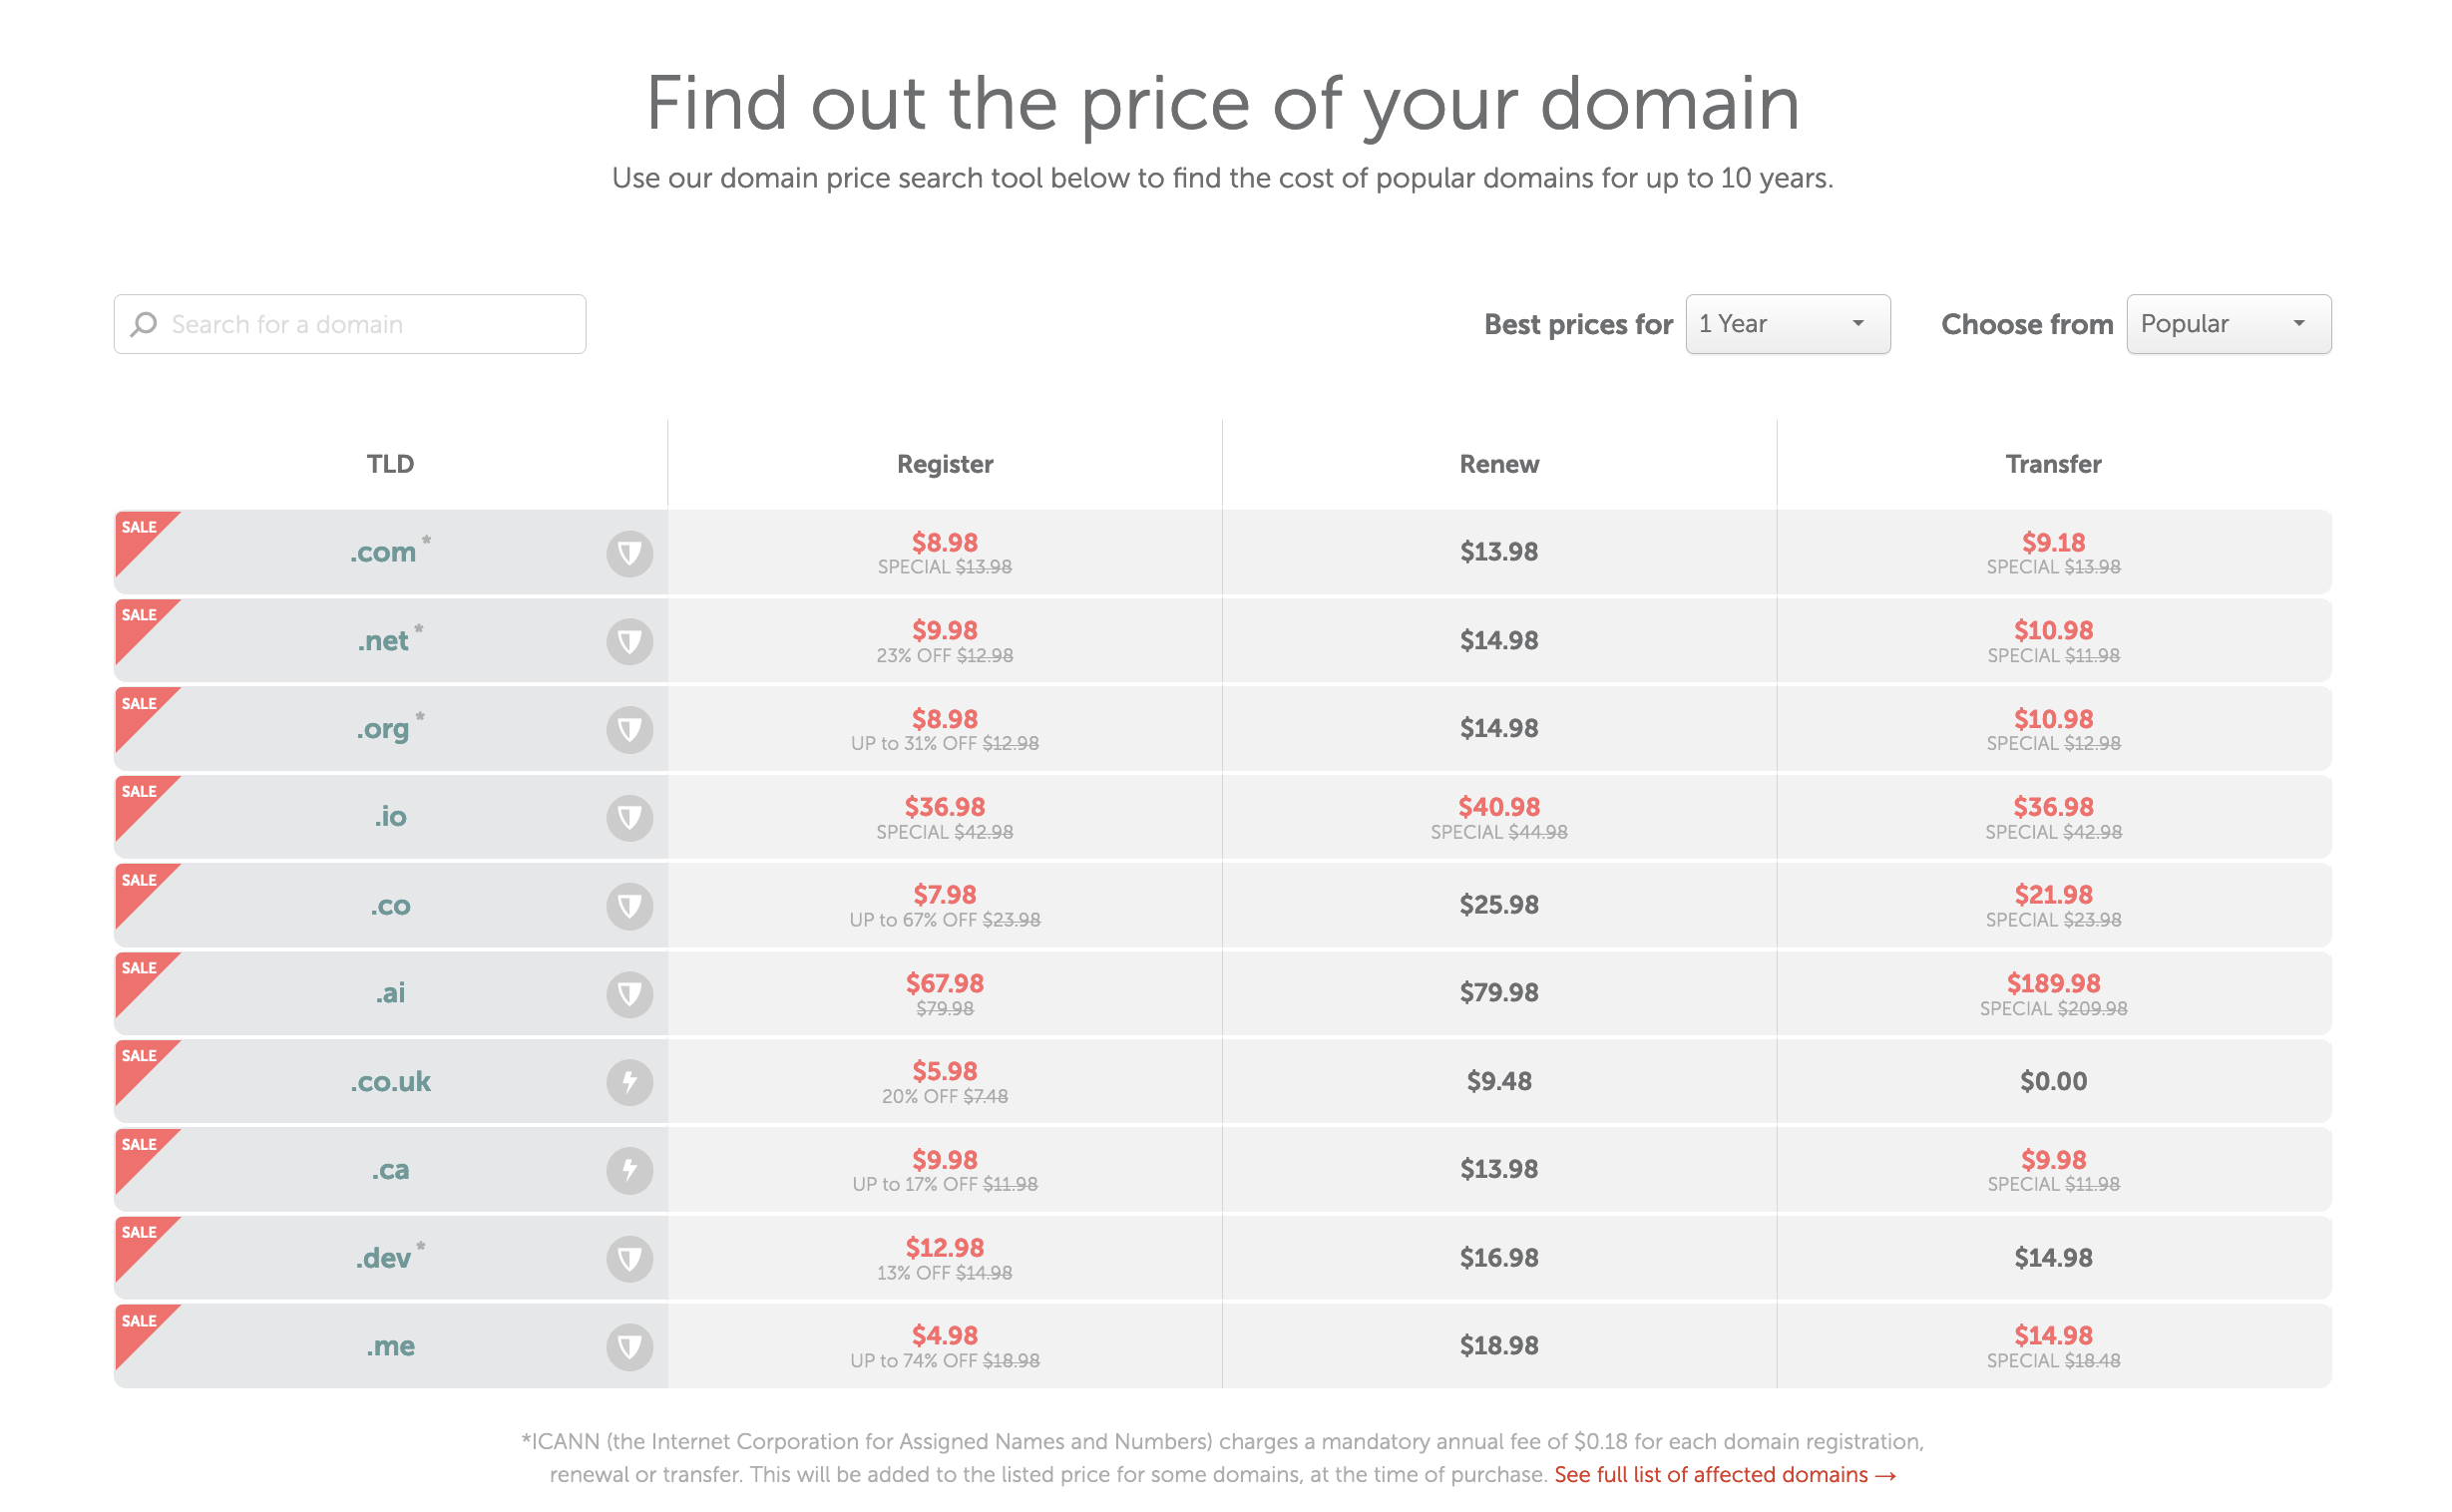 Find out the price of your domain
Use our domain price search tool below to find the cost of popular domains for up to 10 years.
Search for a domain
Best prices for 1 Year Choose from Popular
TLD Register Renew Transfer
SALE
.com * $8.98 $13.98 $9.18
SPECIAL $13.98 SPECIAL $13.98
SALE
.net * $9.98 $14.98 $10.98
23% OFF $12.98 SPECIAL $11.98
SALE
.org * $8.98 $14.98 $10.98
UP to 31% OFF $12.98 SPECIAL $12.98
SALE
.io $36.98 $40.98 $36.98
SPECIAL $42.98 SPECIAL $44.98 SPECIAL $42.98
SALE
.co $7.98 $25.98 $21.98
UP to 67% OFF $23.98 SPECIAL $23.98
SALE
.ai $67.98 $79.98 $189.98
$79.98 SPECIAL $209.98
SALE
.co.uk $5.98 $9.48 $0.00
20% OFF $7.48
SALE
.ca $9.98 $13.98 $9.98
UP to 17% OFF $11.98 SPECIAL $11.98
SALE
.dev * $12.98 $16.98 $14.98
13% OFF $14.98
SALE
.me $4.98 $18.98 $14.98
UP to 74% OFF $18.98 SPECIAL $18.48
*ICANN (the Internet Corporation for Assigned Names and Numbers) charges a mandatory annual fee of $0.18 for each domain registration,
renewal or transfer. This will be added to the listed price for some domains, at the time of purchase. See full list of affected domains →